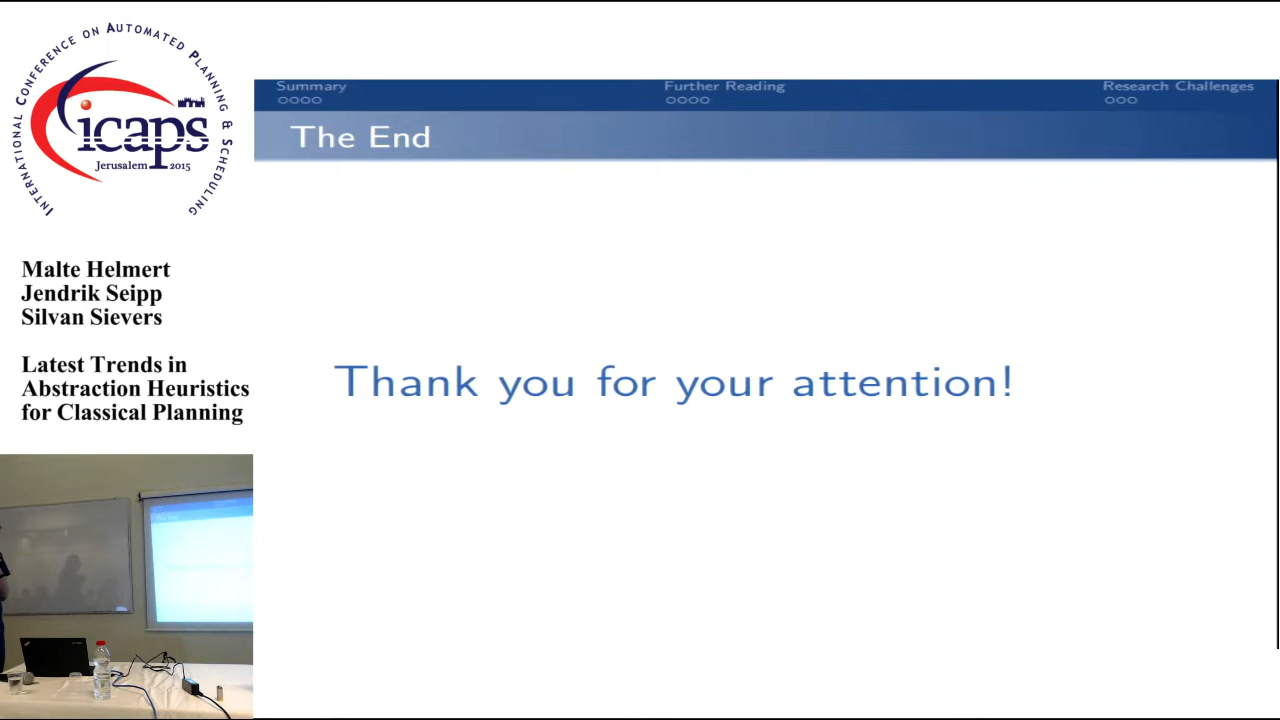 INTERNATIONAL CONFERENCE ON AUTOMATED PLANNING & SCHEDULING
icaps
Jerusalem 2015
Malte Helmert
Jendrik Seipp
Silvan Sievers
Latest Trends in
Abstraction Heuristics
for Classical Planning
Summary
Further Reading
Research Challenges
The End
Thank you for your attention!